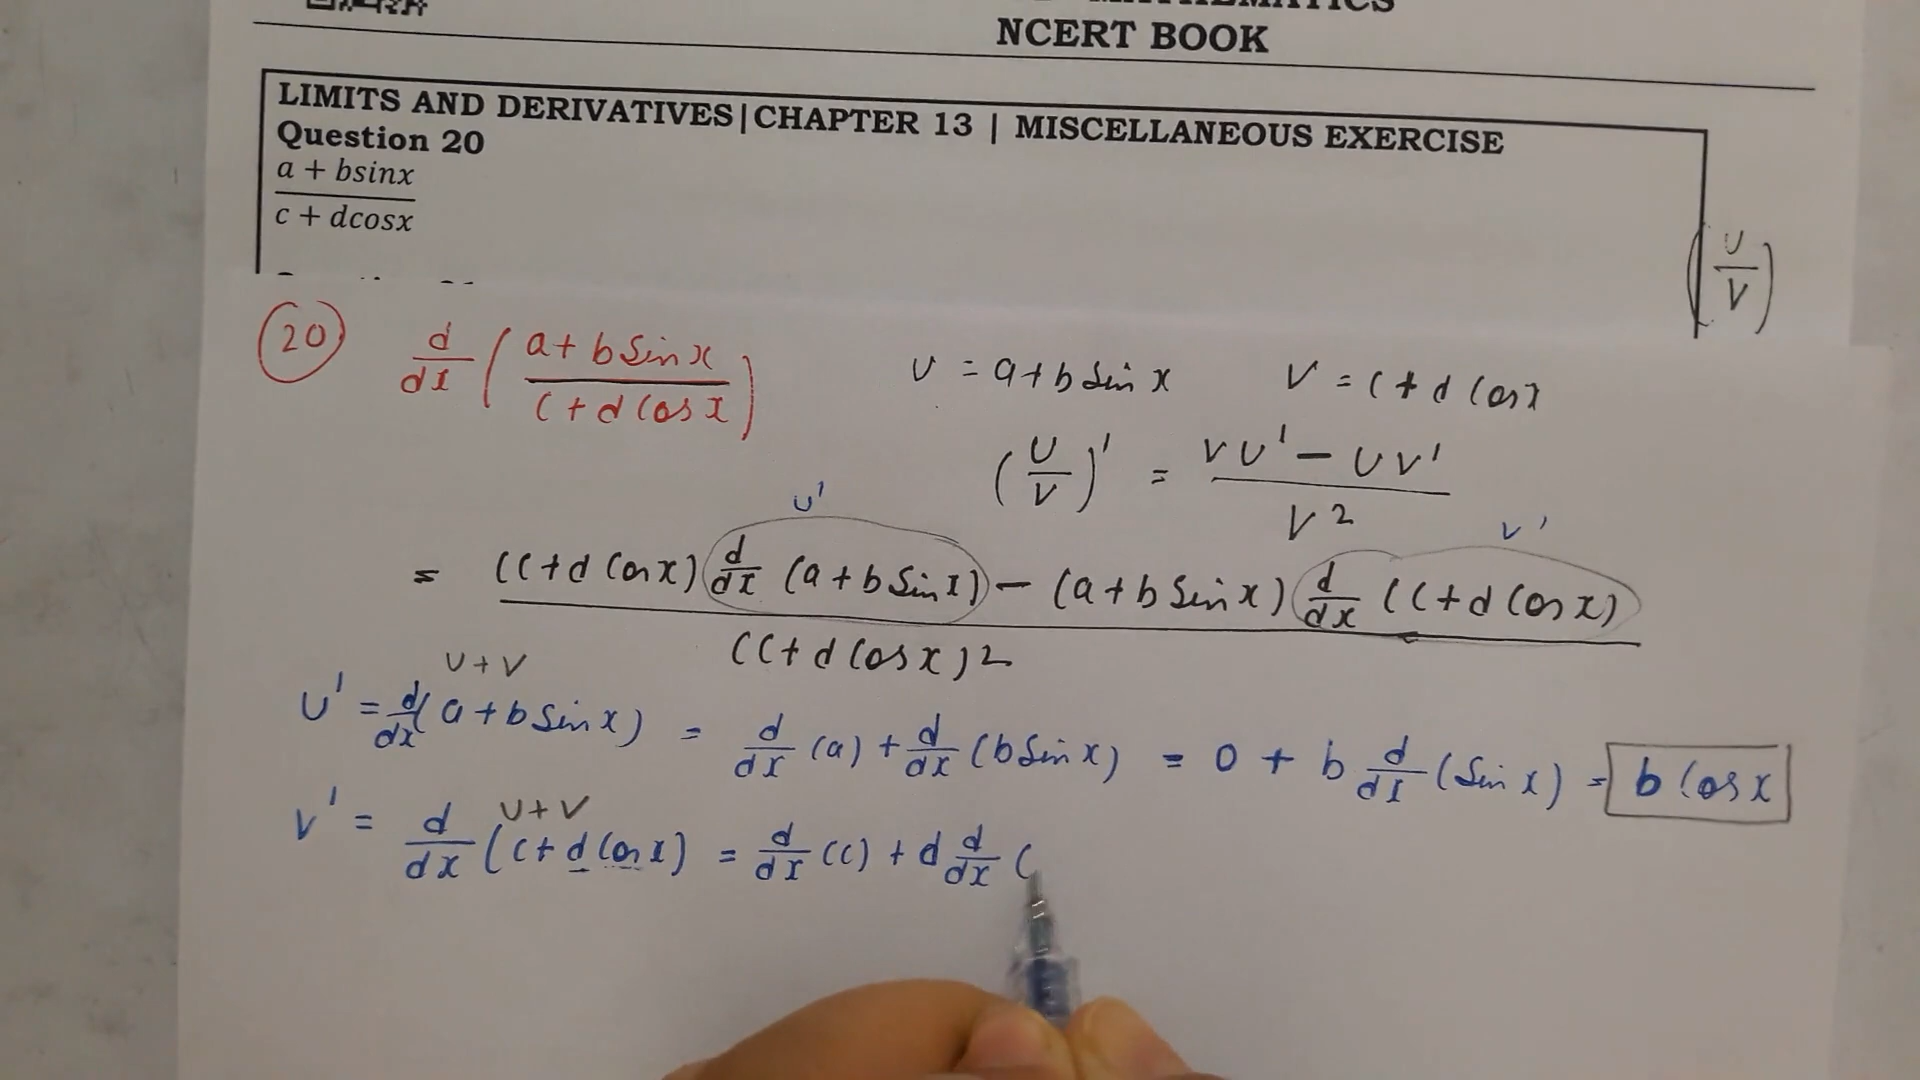 NCERT BOOK
LIMITS AND DERIVATIVES|CHAPTER 13 | MISCELLANEOUS EXERCISE
Question 20
a + bsinx
c + dcosx
(U/V)
20 d/dx (a + b Sin x / c + d Cos x) U = a + b Sin x V = c + d Cos x
(U/V)' = VU' - UV' / V²
U' V'
= (c + d Cos x) d/dx (a + b Sin x) - (a + b Sin x) d/dx (c + d Cos x)
(c + d Cos x)²
U + V
U' = d/dx (a + b Sin x) = d/dx (a) + d/dx (b Sin x) = 0 + b d/dx (Sin x) = b Cos x
U + V
V' = d/dx (c + d Cos x) = d/dx (c) + d d/dx (